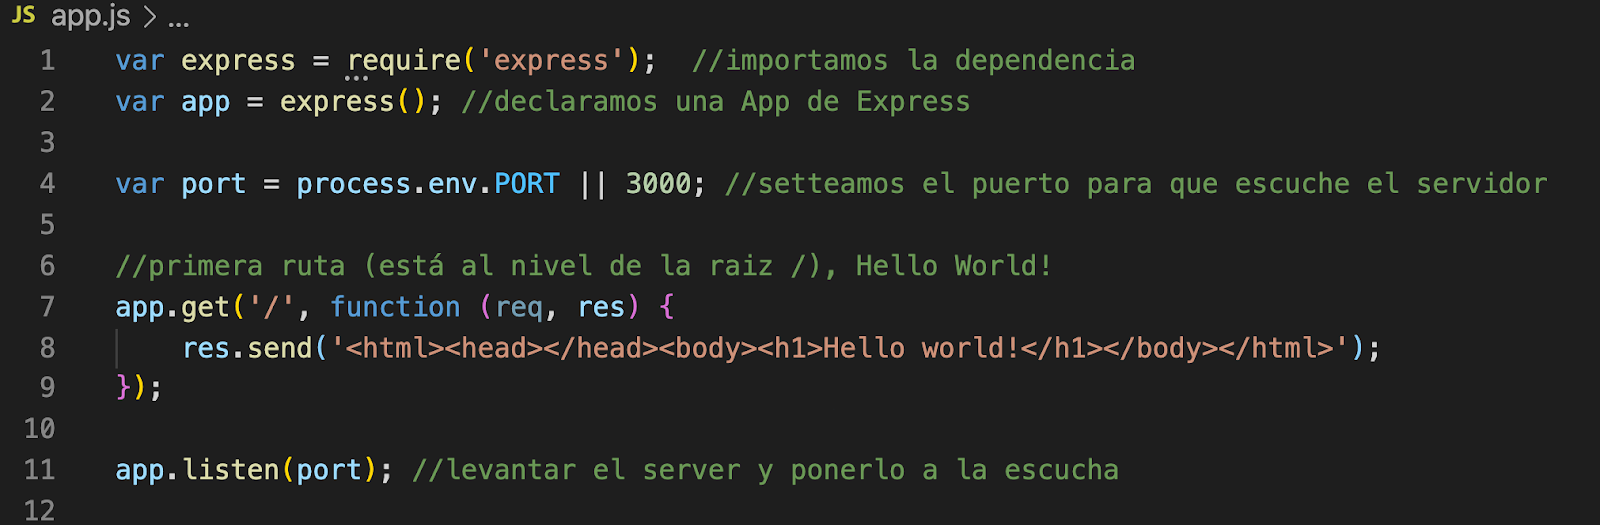 JS app.js > ...
1 var express = require('express');  //importamos la dependencia
2 var app = express(); //declaramos una App de Express
3
4 var port = process.env.PORT || 3000; //setteamos el puerto para que escuche el servidor
5
6 //primera ruta (está al nivel de la raiz /), Hello World!
7 app.get('/', function (req, res) {
8     res.send('<html><head></head><body><h1>Hello world!</h1></body></html>');
9 });
10
11 app.listen(port); //levantar el server y ponerlo a la escucha
12